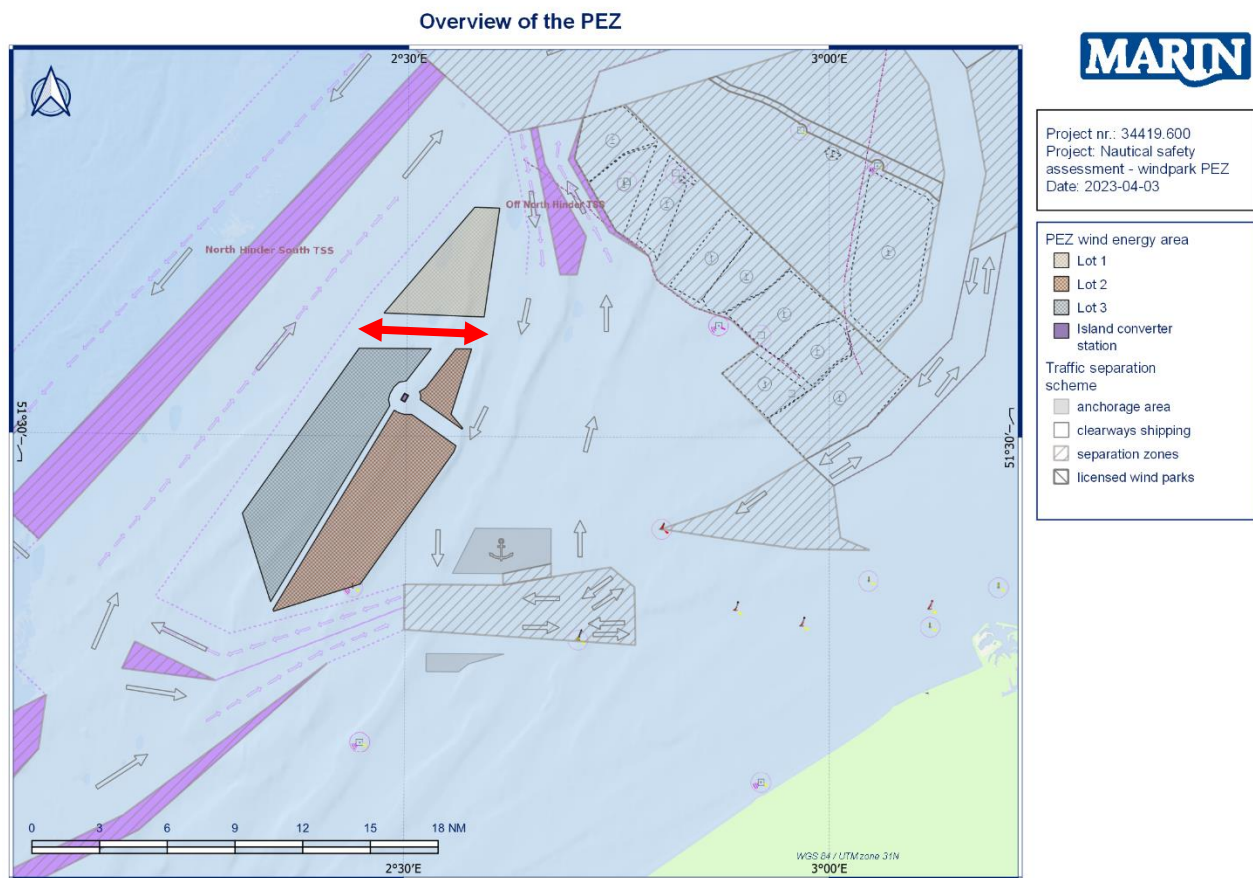 Overview of the PEZ
2°30'E
3°00'E
MARIN
Project nr.: 34419.600
Project: Nautical safety
assessment - windpark PEZ
Date: 2023-04-03
Off North Hinder TSS
North Hinder South TSS
PEZ wind energy area
Lot 1
Lot 2
Lot 3
Island converter
station
Traffic separation
scheme
anchorage area
clearways shipping
separation zones
licensed wind parks
51°30'
51°30'
0
3
6
9
12
15
18 NM
WGS 84 / UTM zone 31N
2°30'E
3°00'E